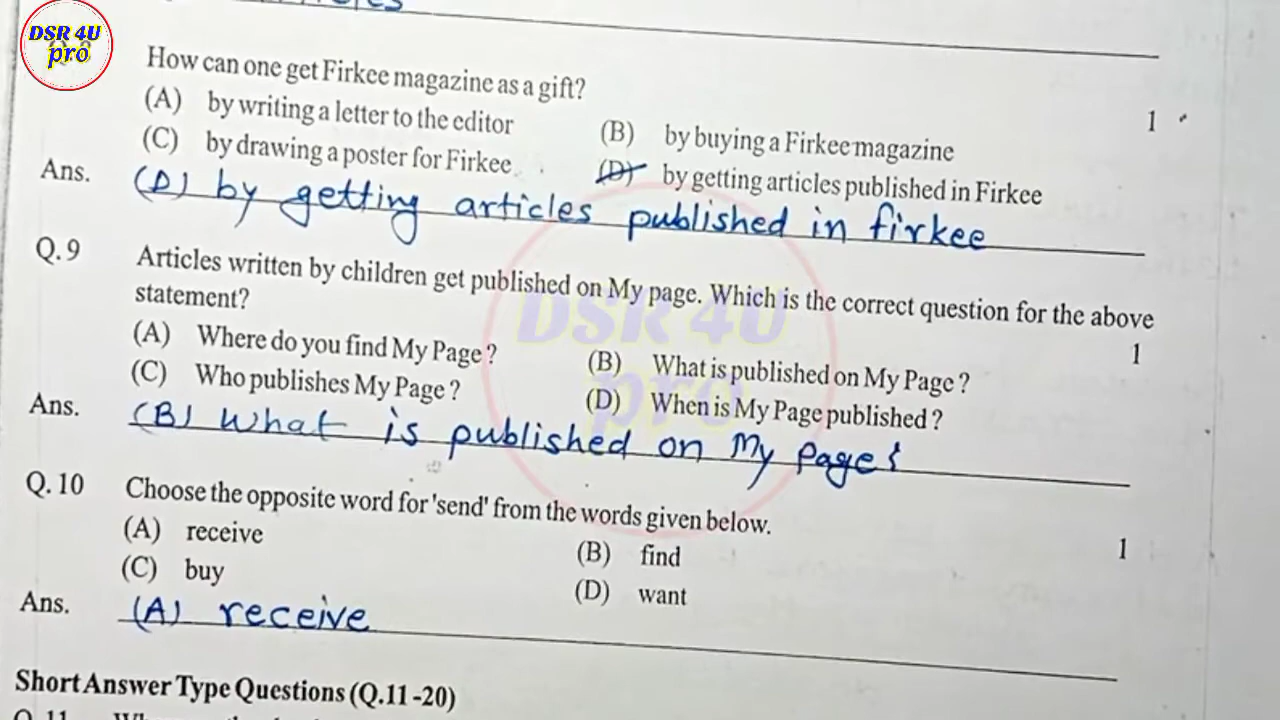 DSR 4U
pro
How can one get Firkee magazine as a gift?
1
(A) by writing a letter to the editor
(B) by buying a Firkee magazine
(C) by drawing a poster for Firkee
(D) by getting articles published in Firkee
Ans. (D) by getting articles published in firkee
Q. 9 Articles written by children get published on My page. Which is the correct question for the above
statement?
1
(A) Where do you find My Page ?
(B) What is published on My Page ?
(C) Who publishes My Page ?
(D) When is My Page published ?
Ans. (B) What is published on My Page
DSR 4U
pro
Q. 10 Choose the opposite word for 'send' from the words given below.
1
(A) receive
(B) find
(C) buy
(D) want
Ans. (A) receive
Short Answer Type Questions (Q.11 -20)
Q. 11